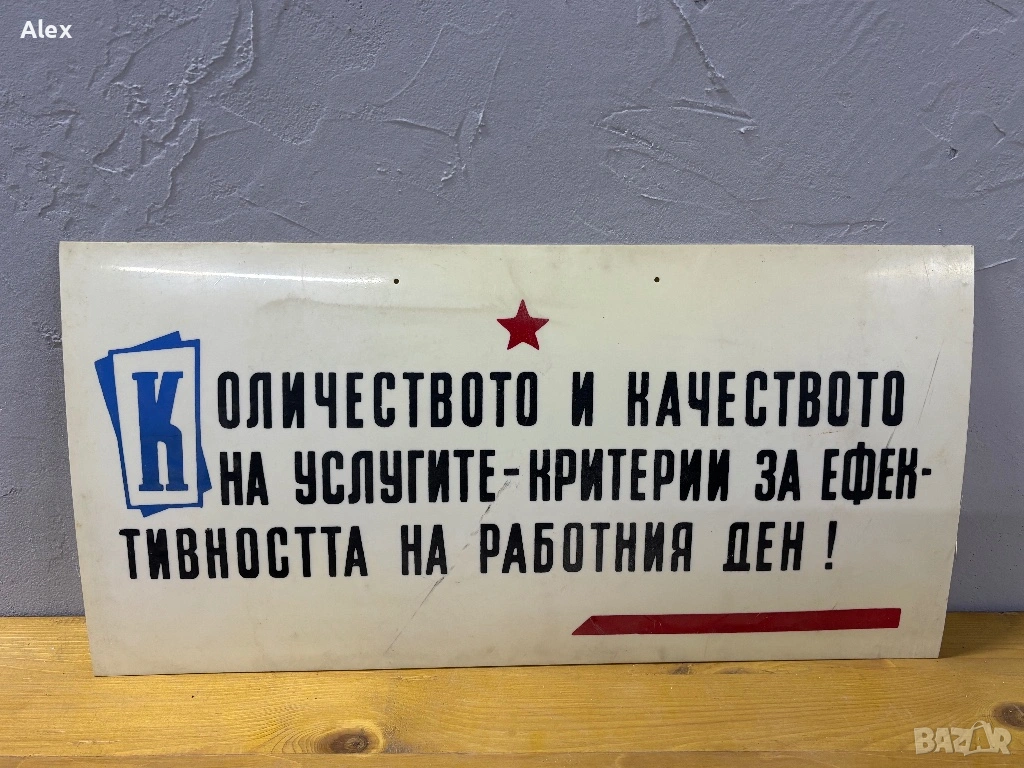 Alex
КОЛИЧЕСТВОТО И КАЧЕСТВОТО
НА УСЛУГИТЕ-КРИТЕРИИ ЗА ЕФЕК-
ТИВНОСТТА НА РАБОТНИЯ ДЕН!
BAZAR